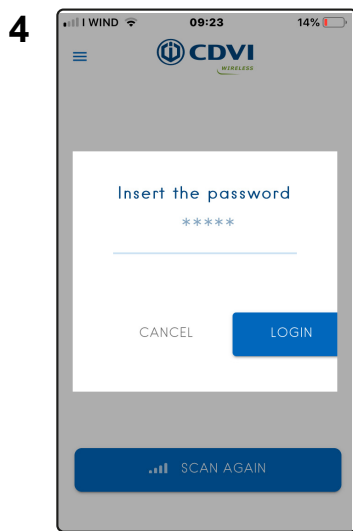 4
I WIND 09:23 14%
CDVI
WIRELESS
Insert the password
*****
CANCEL LOGIN
SCAN AGAIN